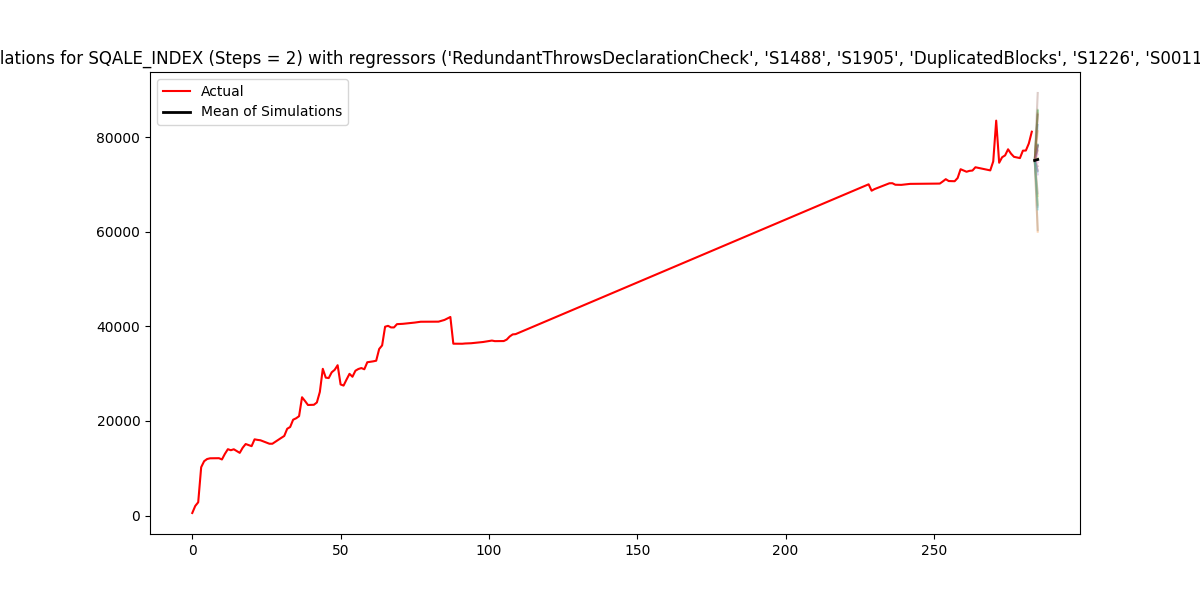 lations for SQALE_INDEX (Steps = 2) with regressors ('RedundantThrowsDeclarationCheck', 'S1488', 'S1905', 'DuplicatedBlocks', 'S1226', 'S0011
Actual
Mean of Simulations
80000
60000
40000
20000
0
0 50 100 150 200 250